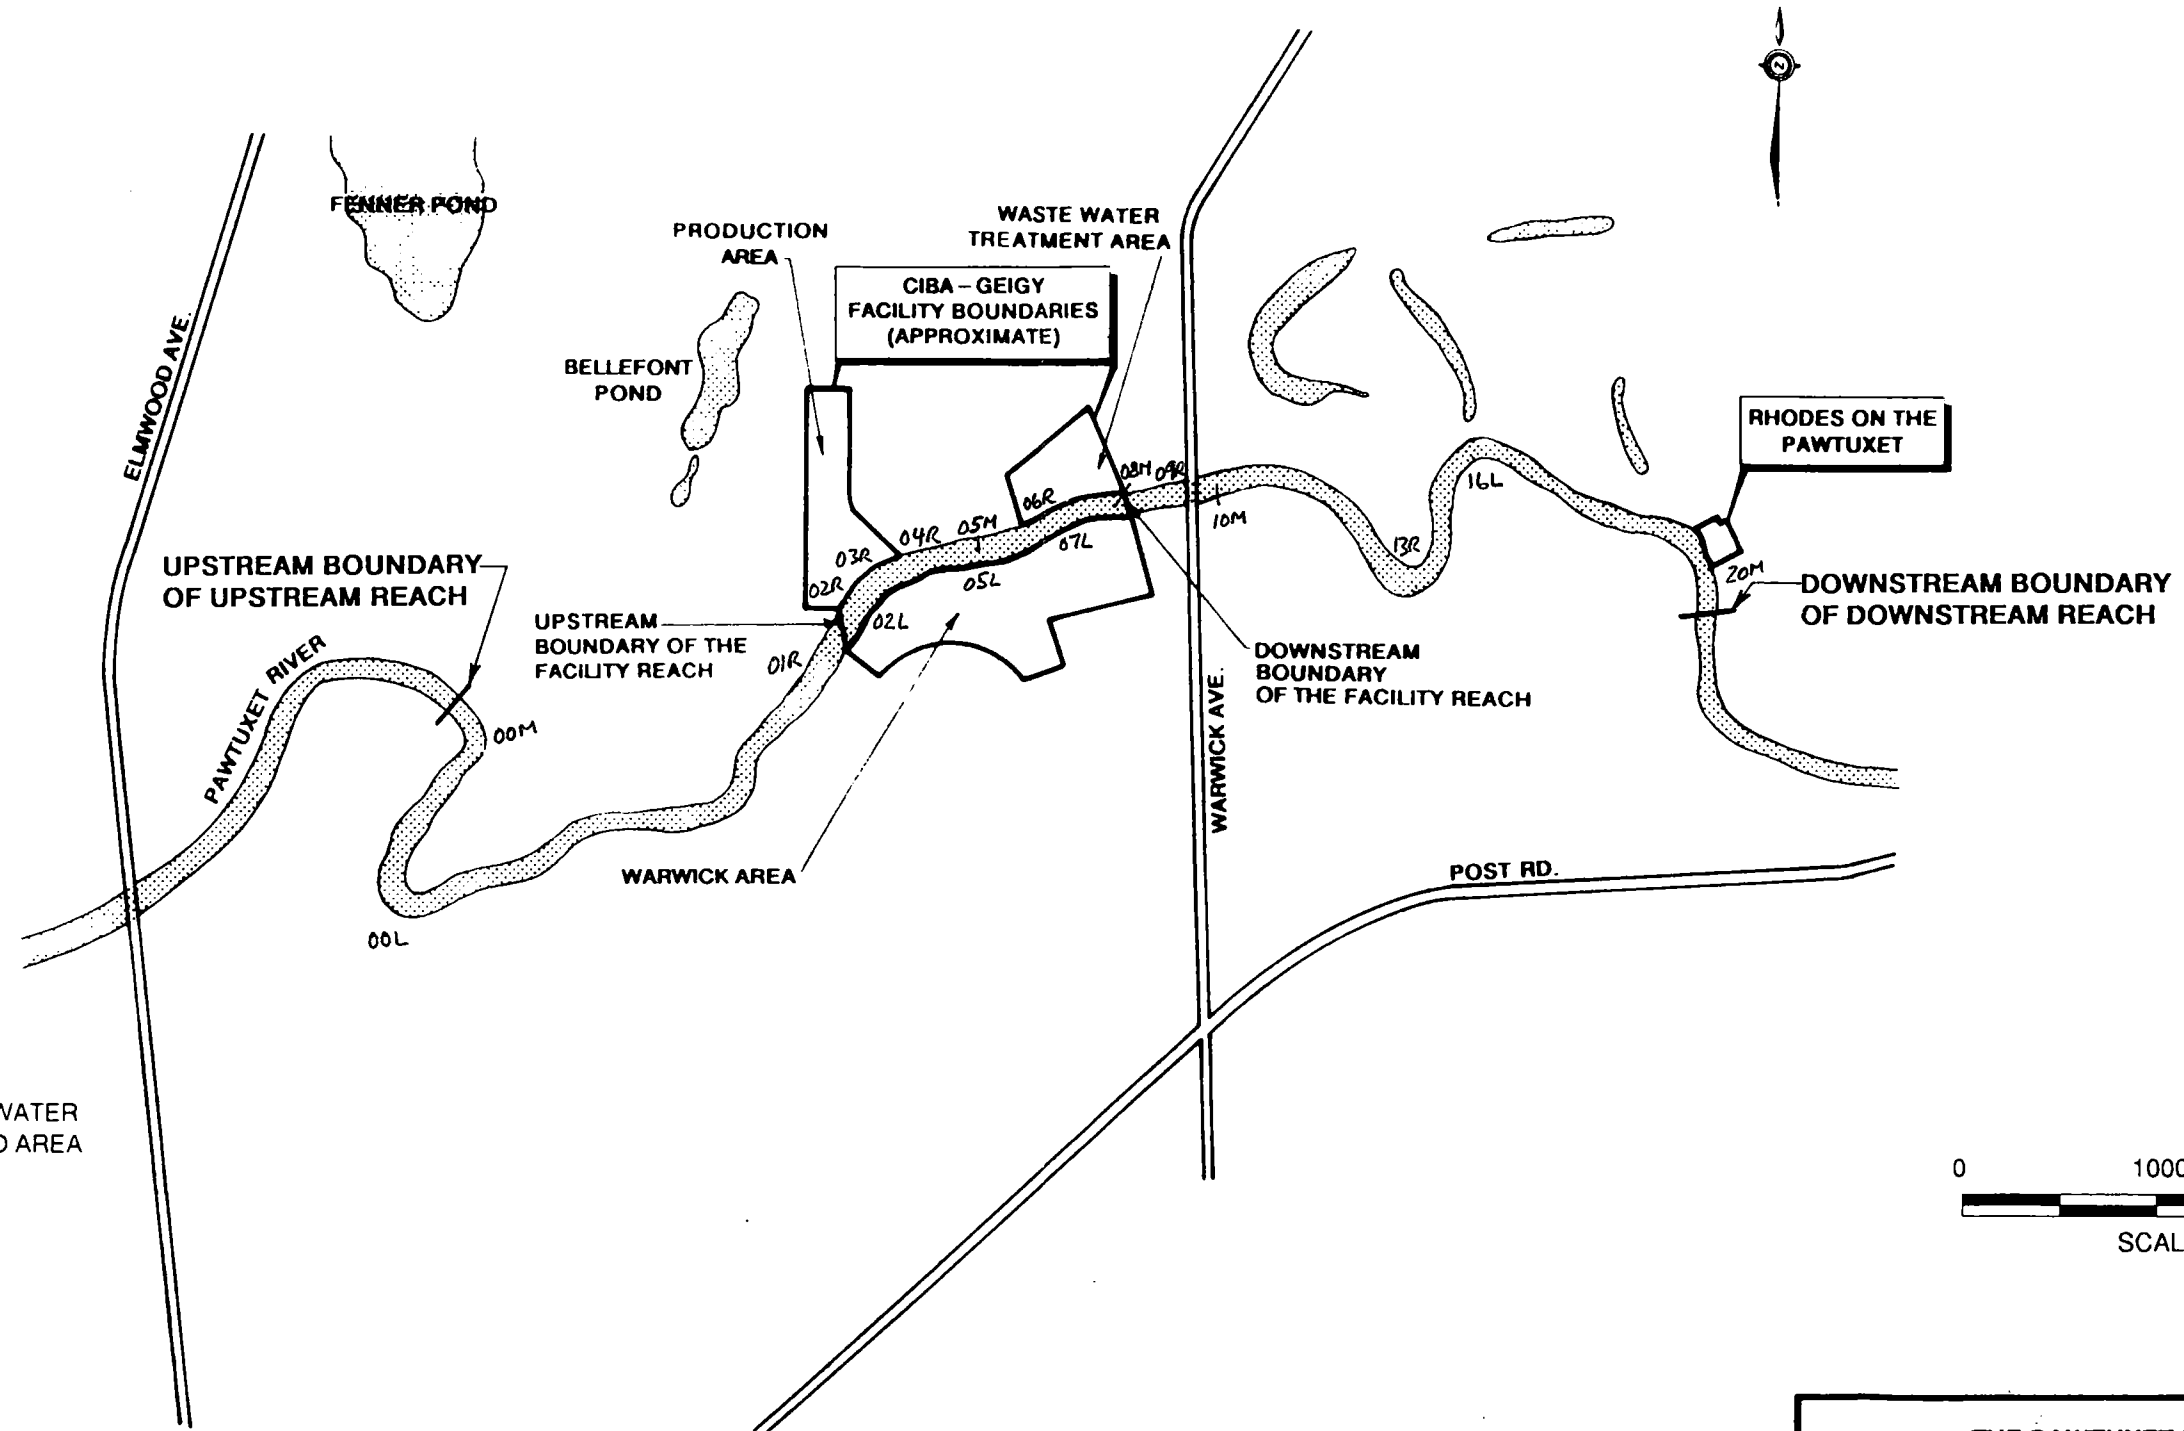 N
FENNER POND
PRODUCTION
AREA
WASTE WATER
TREATMENT AREA
CIBA – GEIGY
FACILITY BOUNDARIES
(APPROXIMATE)
ELMWOOD AVE.
BELLEFONT
POND
RHODES ON THE
PAWTUXET
UPSTREAM BOUNDARY
OF UPSTREAM REACH
PAWTUXET RIVER
00M
00L
UPSTREAM
BOUNDARY OF THE
FACILITY REACH
01R
02R
02L
03R
04R
05M
05L
06R
07L
08M
09R
10M
13R
16L
20M
DOWNSTREAM BOUNDARY
OF DOWNSTREAM REACH
DOWNSTREAM
BOUNDARY
OF THE FACILITY REACH
WARWICK AVE.
WARWICK AREA
POST RD.
WATER
AREA
0 1000
SCAL